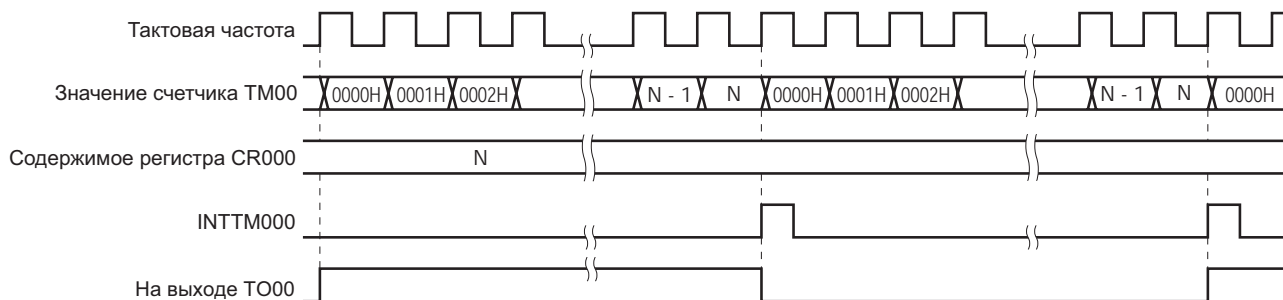 Тактовая частота
Значение счетчика TM00 0000H 0001H 0002H N - 1 N 0000H 0001H 0002H N - 1 N 0000H
Содержимое регистра CR000 N
INTTM000
На выходе TO00